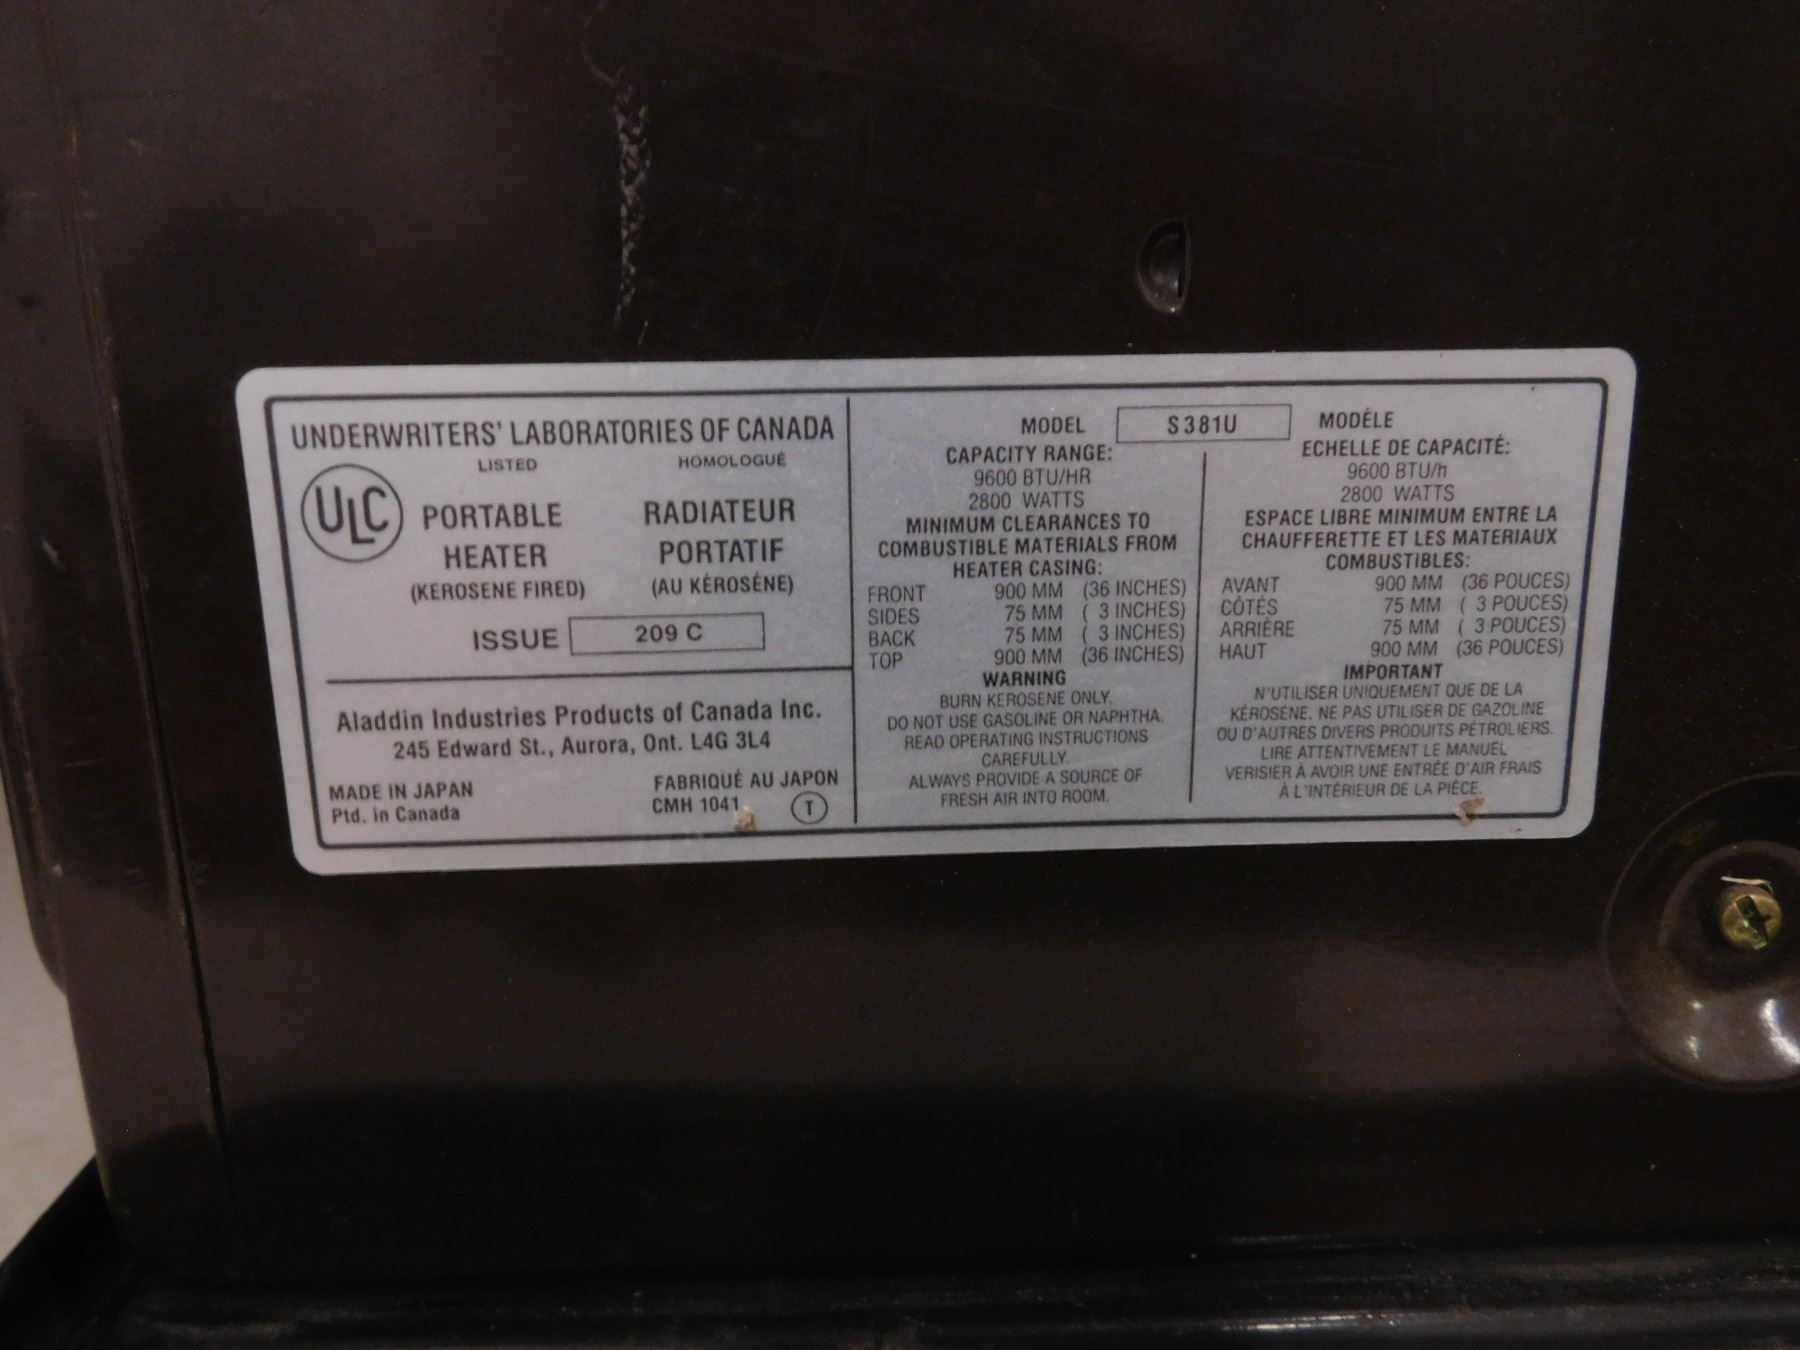 UNDERWRITERS' LABORATORIES OF CANADA
LISTED HOMOLOGUÉ
ULC
PORTABLE HEATER
(KEROSENE FIRED)
RADIATEUR PORTATIF
(AU KÉROSÉNE)
ISSUE 209 C
Aladdin Industries Products of Canada Inc.
245 Edward St., Aurora, Ont. L4G 3L4
MADE IN JAPAN
Ptd. in Canada
FABRIQUÉ AU JAPON
CMH 1041 T
MODEL S381U MODÉLE
CAPACITY RANGE:
9600 BTU/HR
2800 WATTS
MINIMUM CLEARANCES TO
COMBUSTIBLE MATERIALS FROM
HEATER CASING:
FRONT 900 MM (36 INCHES)
SIDES 75 MM ( 3 INCHES)
BACK 75 MM ( 3 INCHES)
TOP 900 MM (36 INCHES)
WARNING
BURN KEROSENE ONLY.
DO NOT USE GASOLINE OR NAPHTHA.
READ OPERATING INSTRUCTIONS
CAREFULLY.
ALWAYS PROVIDE A SOURCE OF
FRESH AIR INTO ROOM.
ECHELLE DE CAPACITÉ:
9600 BTU/h
2800 WATTS
ESPACE LIBRE MINIMUM ENTRE LA
CHAUFFERETTE ET LES MATERIAUX
COMBUSTIBLES:
AVANT 900 MM (36 POUCES)
CÔTÉS 75 MM ( 3 POUCES)
ARRIÈRE 75 MM ( 3 POUCES)
HAUT 900 MM (36 POUCES)
IMPORTANT
N'UTILISER UNIQUEMENT QUE DE LA
KÉROSÉNE. NE PAS UTILISER DE GAZOLINE
OU D'AUTRES DIVERS PRODUITS PÉTROLIERS.
LIRE ATTENTIVEMENT LE MANUEL
VERISIER À AVOIR UNE ENTRÉE D'AIR FRAIS
À L'INTÉRIEUR DE LA PIÉCE.